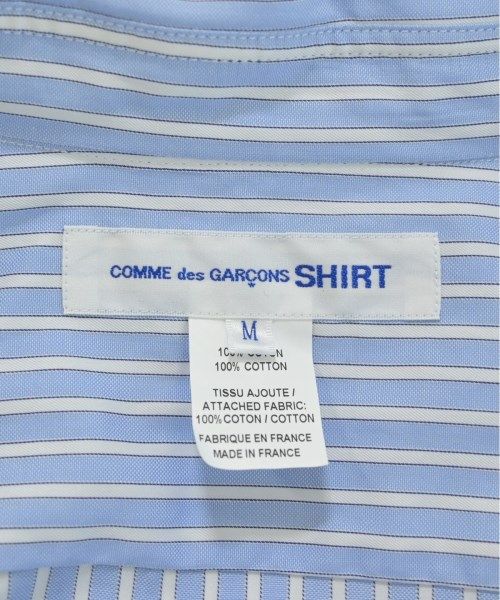 COMME des GARÇONS SHIRT
M
100% COTON
100% COTTON
TISSU AJOUTE /
ATTACHED FABRIC:
100% COTON / COTTON
FABRIQUE EN FRANCE
MADE IN FRANCE